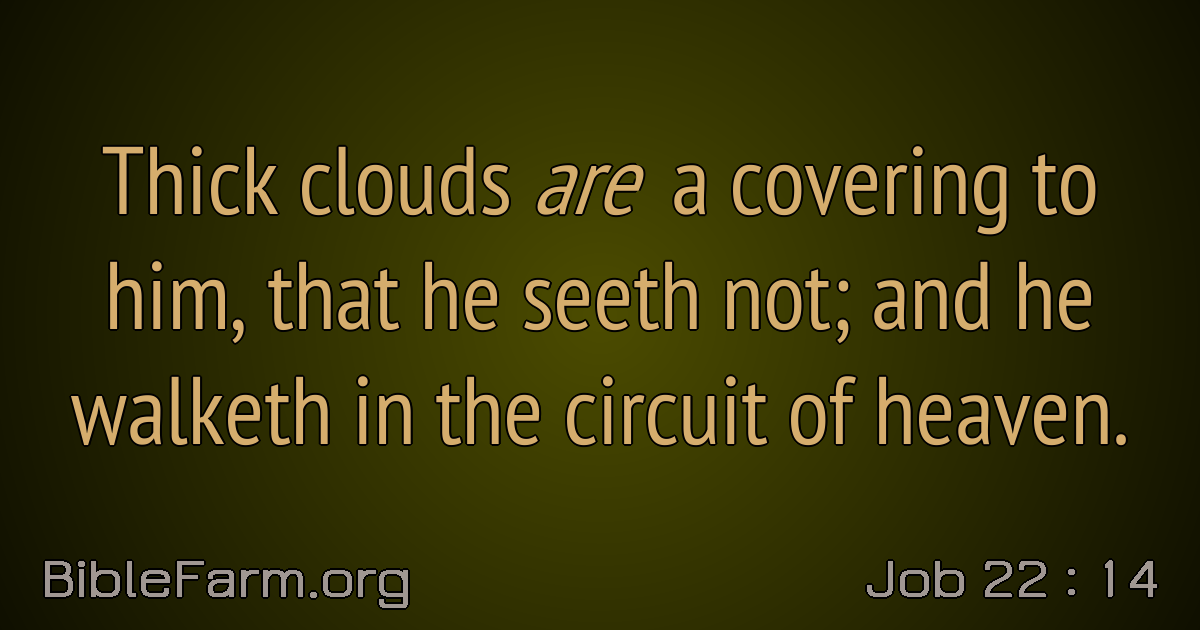 Thick clouds are a covering to
him, that he seeth not; and he
walketh in the circuit of heaven.
BibleFarm.org
Job 22 : 14